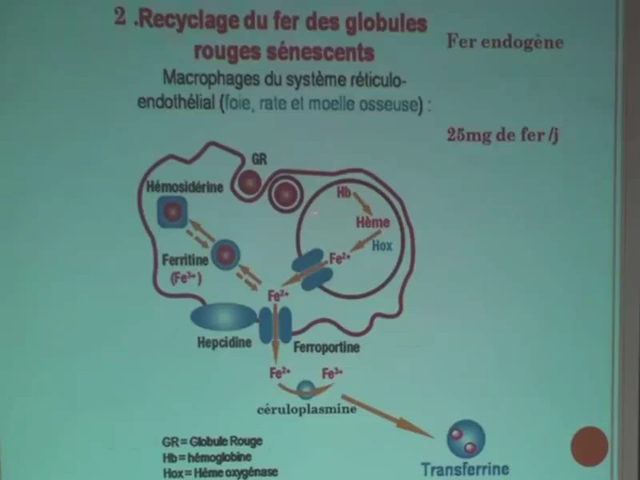 2 .Recyclage du fer des globules
rouges sénescents
Fer endogène
Macrophages du système réticulo-
endothélial (foie, rate et moelle osseuse) :
25mg de fer /j
GR
Hémosidérine
Hb
Hème
Hox
Fe²⁺
Ferritine
(Fe³⁺)
Fe²⁺
Hepcidine
Ferroportine
Fe²⁺
Fe³⁺
céruloplasmine
GR = Globule Rouge
Hb = hémoglobine
Hox = Hème oxygénase
Transferrine